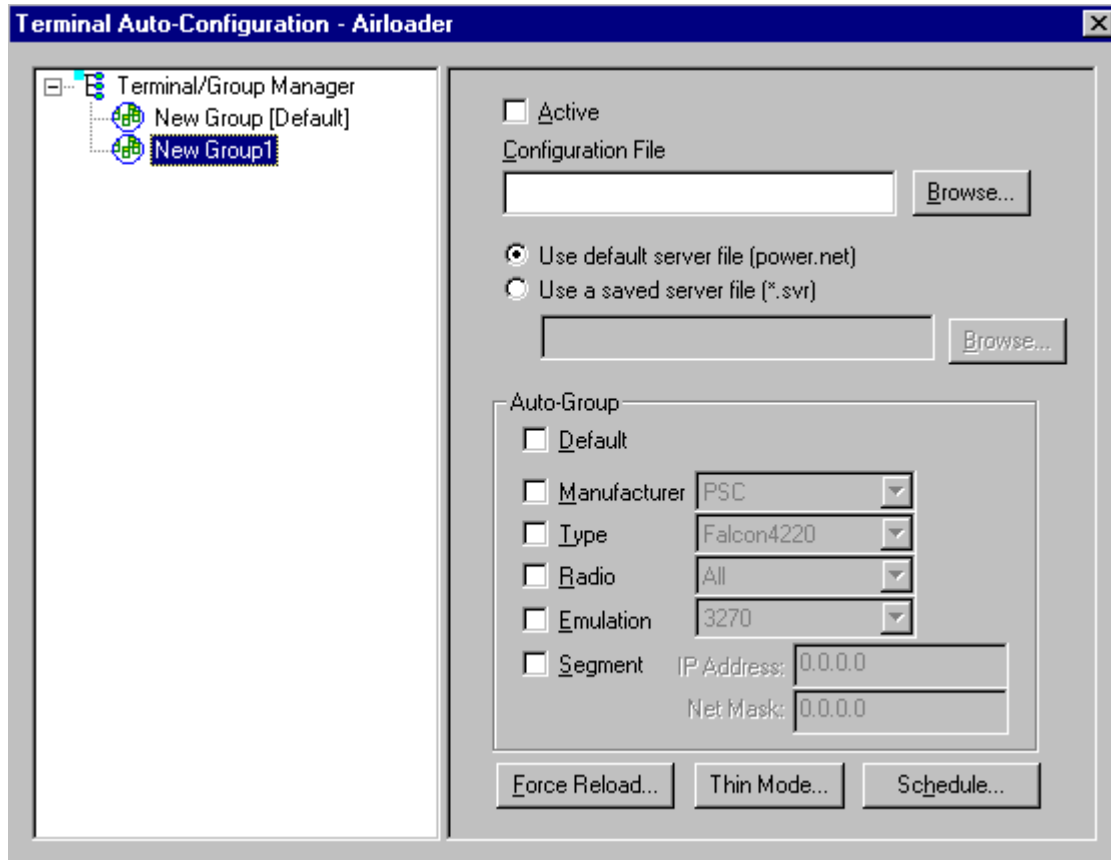 Terminal Auto-Configuration - Airloader
Terminal/Group Manager
New Group [Default]
New Group1
Active
Configuration File
Browse...
Use default server file (power.net)
Use a saved server file (*.svr)
Browse...
Auto-Group
Default
Manufacturer PSC
Type Falcon4220
Radio All
Emulation 3270
Segment IP Address: 0.0.0.0
Net Mask: 0.0.0.0
Force Reload... Thin Mode... Schedule...